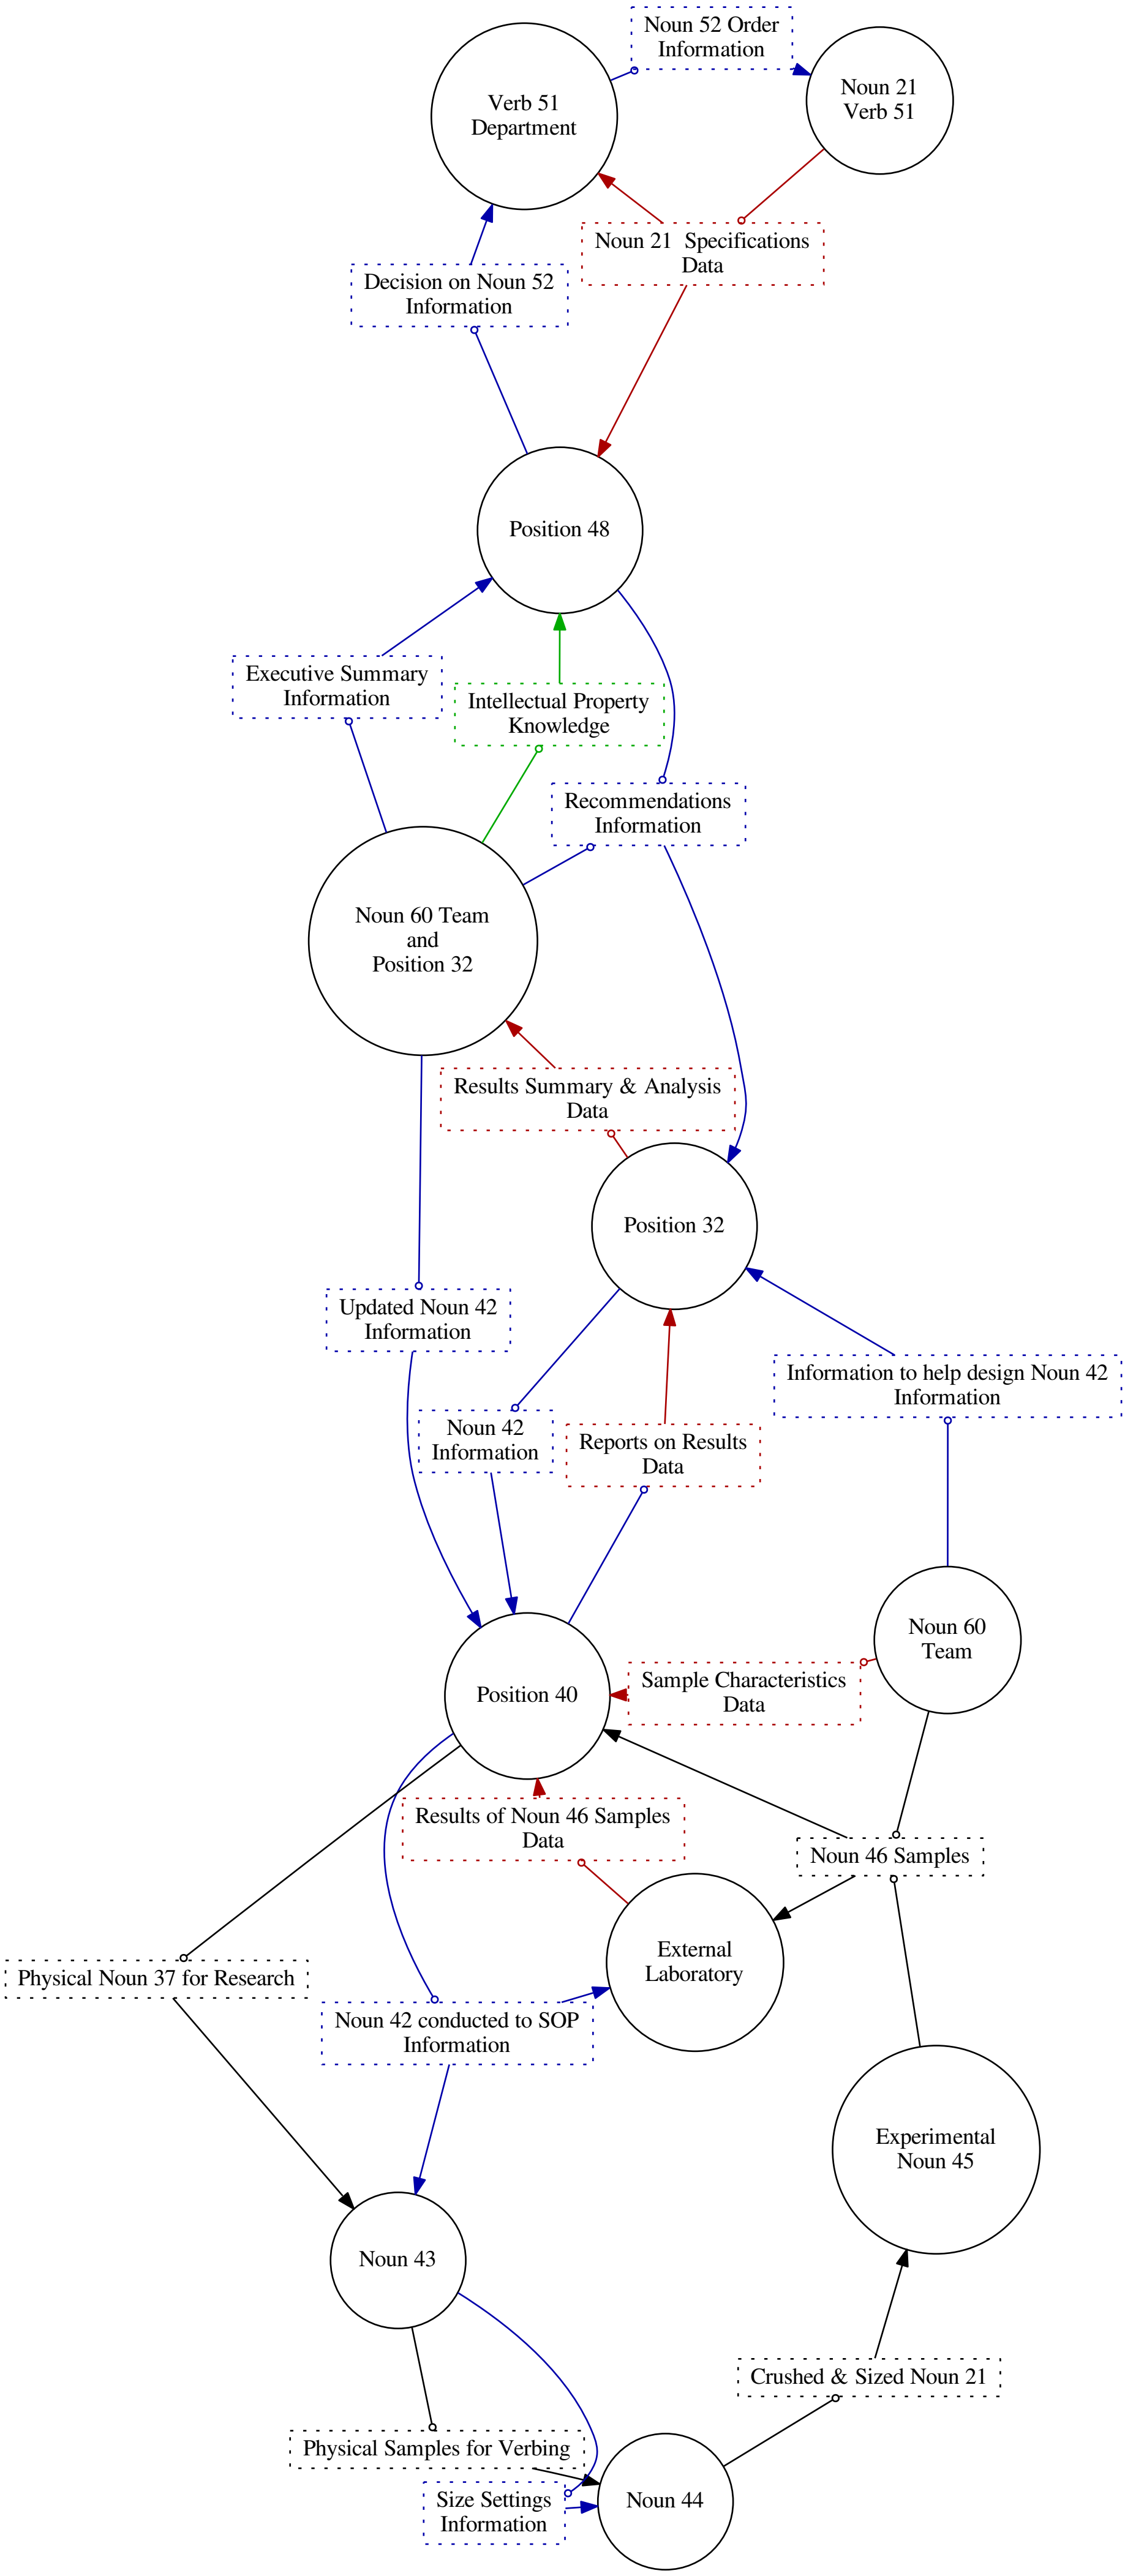 Noun 52 Order
Information
Verb 51
Department
Noun 21
Verb 51
Noun 21  Specifications
Data
Decision on Noun 52
Information
Position 48
Executive Summary
Information
Intellectual Property
Knowledge
Recommendations
Information
Noun 60 Team
and
Position 32
Results Summary & Analysis
Data
Position 32
Updated Noun 42
Information
Information to help design Noun 42
Information
Noun 42
Information
Reports on Results
Data
Noun 60
Team
Position 40
Sample Characteristics
Data
Results of Noun 46 Samples
Data
Noun 46 Samples
External
Laboratory
Physical Noun 37 for Research
Noun 42 conducted to SOP
Information
Experimental
Noun 45
Noun 43
Crushed & Sized Noun 21
Physical Samples for Verbing
Size Settings
Information
Noun 44